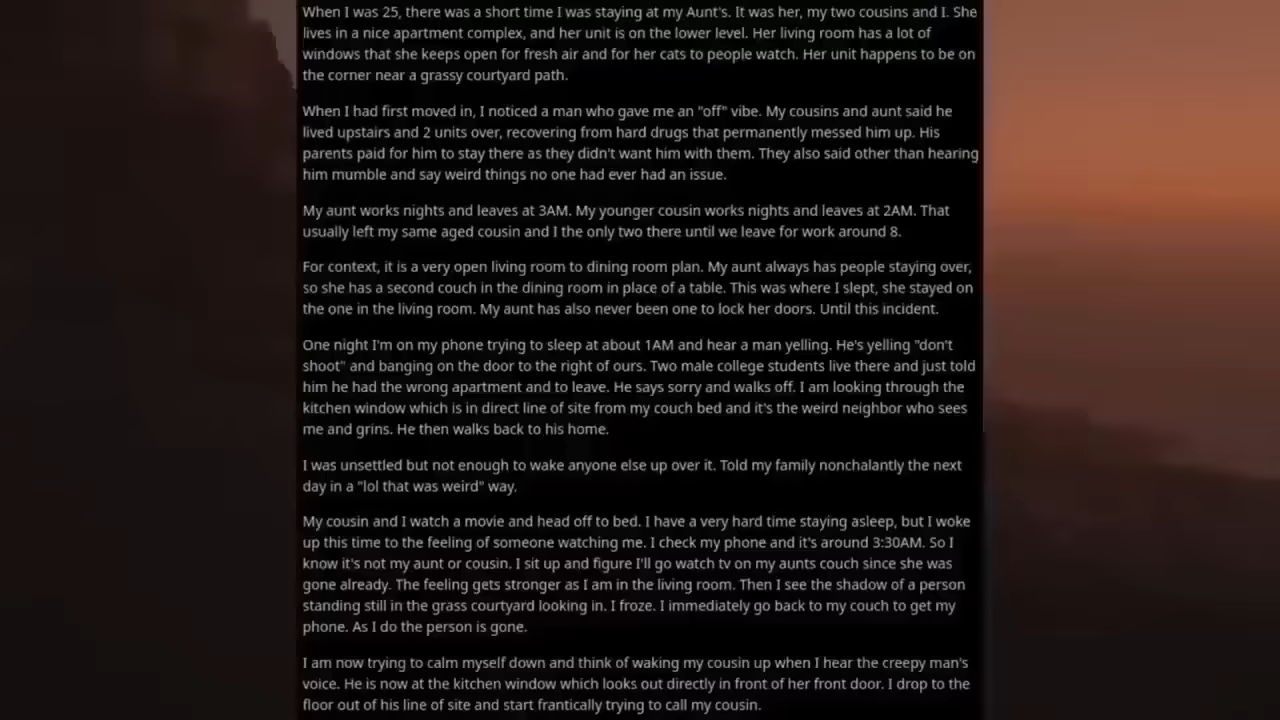 When I was 25, there was a short time I was staying at my Aunt's. It was her, my two cousins and I. She
lives in a nice apartment complex, and her unit is on the lower level. Her living room has a lot of
windows that she keeps open for fresh air and for her cats to people watch. Her unit happens to be on
the corner near a grassy courtyard path.
When I had first moved in, I noticed a man who gave me an "off" vibe. My cousins and aunt said he
lived upstairs and 2 units over, recovering from hard drugs that permanently messed him up. His
parents paid for him to stay there as they didn't want him with them. They also said other than hearing
him mumble and say weird things no one had ever had an issue.
My aunt works nights and leaves at 3AM. My younger cousin works nights and leaves at 2AM. That
usually left my same aged cousin and I the only two there until we leave for work around 8.
For context, it is a very open living room to dining room plan. My aunt always has people staying over,
so she has a second couch in the dining room in place of a table. This was where I slept, she stayed on
the one in the living room. My aunt has also never been one to lock her doors. Until this incident.
One night I'm on my phone trying to sleep at about 1AM and hear a man yelling. He's yelling "don't
shoot" and banging on the door to the right of ours. Two male college students live there and just told
him he had the wrong apartment and to leave. He says sorry and walks off. I am looking through the
kitchen window which is in direct line of site from my couch bed and it's the weird neighbor who sees
me and grins. He then walks back to his home.
I was unsettled but not enough to wake anyone else up over it. Told my family nonchalantly the next
day in a "lol that was weird" way.
My cousin and I watch a movie and head off to bed. I have a very hard time staying asleep, but I woke
up this time to the feeling of someone watching me. I check my phone and it's around 3:30AM. So I
know it's not my aunt or cousin. I sit up and figure I'll go watch tv on my aunts couch since she was
gone already. The feeling gets stronger as I am in the living room. Then I see the shadow of a person
standing still in the grass courtyard looking in. I froze. I immediately go back to my couch to get my
phone. As I do the person is gone.
I am now trying to calm myself down and think of waking my cousin up when I hear the creepy man's
voice. He is now at the kitchen window which looks out directly in front of her front door. I drop to the
floor out of his line of site and start frantically trying to call my cousin.